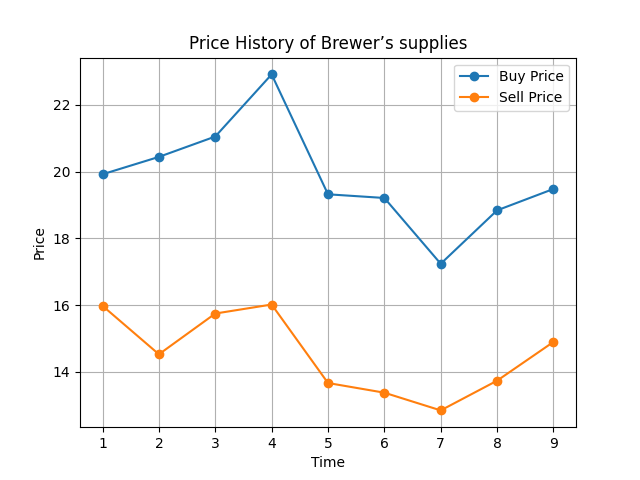 Price History of Brewer’s supplies
Buy Price
Sell Price
Price
22
20
18
16
14
1 2 3 4 5 6 7 8 9
Time